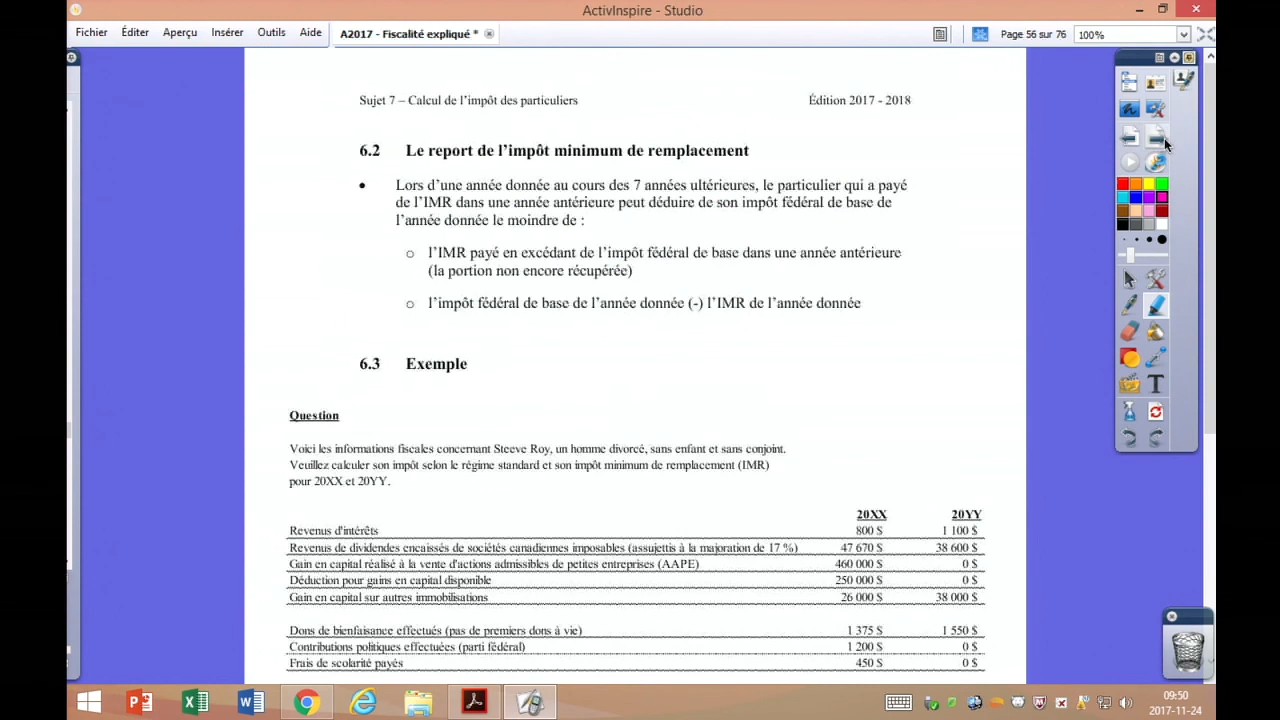 ActivInspire - Studio
Fichier Éditer Aperçu Insérer Outils Aide A2017 - Fiscalité expliqué * Page 56 sur 76 100%
Sujet 7 – Calcul de l'impôt des particuliers Édition 2017 - 2018
6.2 Le report de l'impôt minimum de remplacement
• Lors d'une année donnée au cours des 7 années ultérieures, le particulier qui a payé
de l'IMR dans une année antérieure peut déduire de son impôt fédéral de base de
l'année donnée le moindre de :
o l'IMR payé en excédant de l'impôt fédéral de base dans une année antérieure
(la portion non encore récupérée)
o l'impôt fédéral de base de l'année donnée (-) l'IMR de l'année donnée
6.3 Exemple
Question
Voici les informations fiscales concernant Steeve Roy, un homme divorcé, sans enfant et sans conjoint.
Veuillez calculer son impôt selon le régime standard et son impôt minimum de remplacement (IMR)
pour 20XX et 20YY.
20XX 20YY
Revenus d'intérêts 800 $ 1 100 $
Revenus de dividendes encaissés de sociétés canadiennes imposables (assujettis à la majoration de 17 %) 47 670 $ 38 600 $
Gain en capital réalisé à la vente d'actions admissibles de petites entreprises (AAPE) 460 000 $ 0 $
Déduction pour gains en capital disponible 250 000 $ 0 $
Gain en capital sur autres immobilisations 26 000 $ 38 000 $
Dons de bienfaisance effectués (pas de premiers dons à vie) 1 375 $ 1 550 $
Contributions politiques effectuées (parti fédéral) 1 200 $ 0 $
Frais de scolarité payés 450 $ 0 $
09:50
2017-11-24